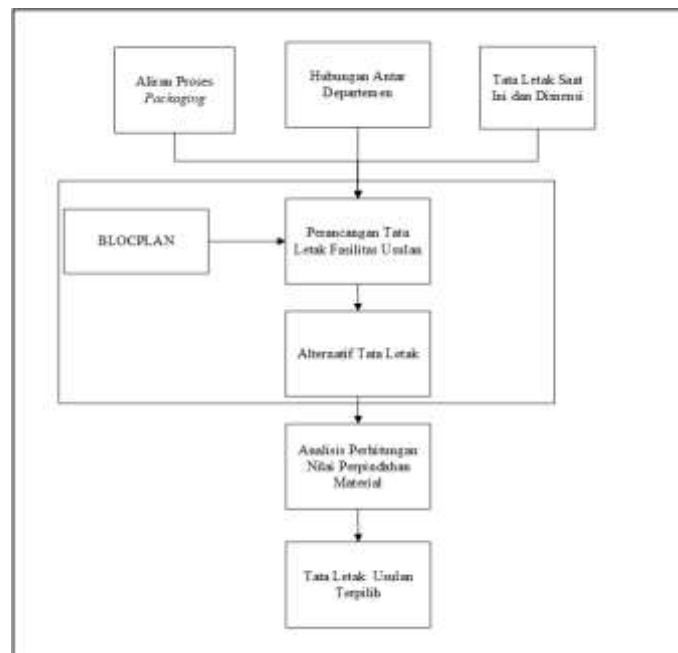 Aliran Proses
Packaging
Hubungan Antar
Departemen
Tata Letak Saat
Ini dan Dimensi
BLOCPLAN
Perancangan Tata
Letak Fasilitas Usulan
Alternatif Tata Letak
Analisis Perhitungan
Nilai Perpindahan
Material
Tata Letak Usulan
Terpilih